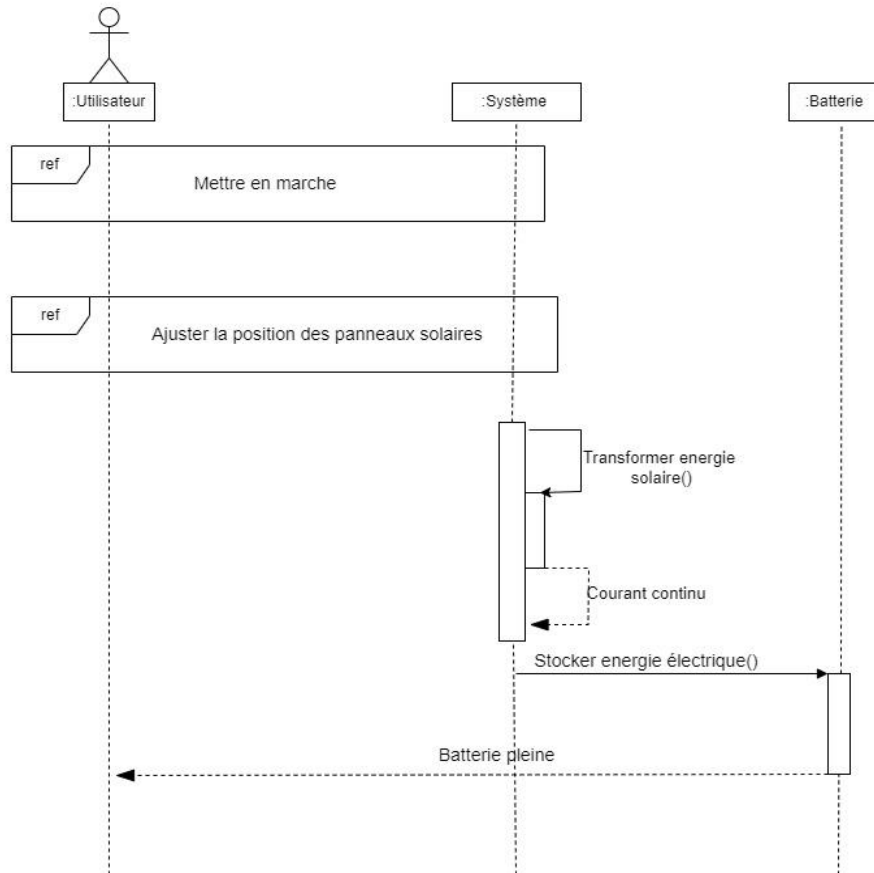 :Utilisateur
:Système
:Batterie
ref
Mettre en marche
ref
Ajuster la position des panneaux solaires
Transformer energie
solaire()
Courant continu
Stocker energie électrique()
Batterie pleine